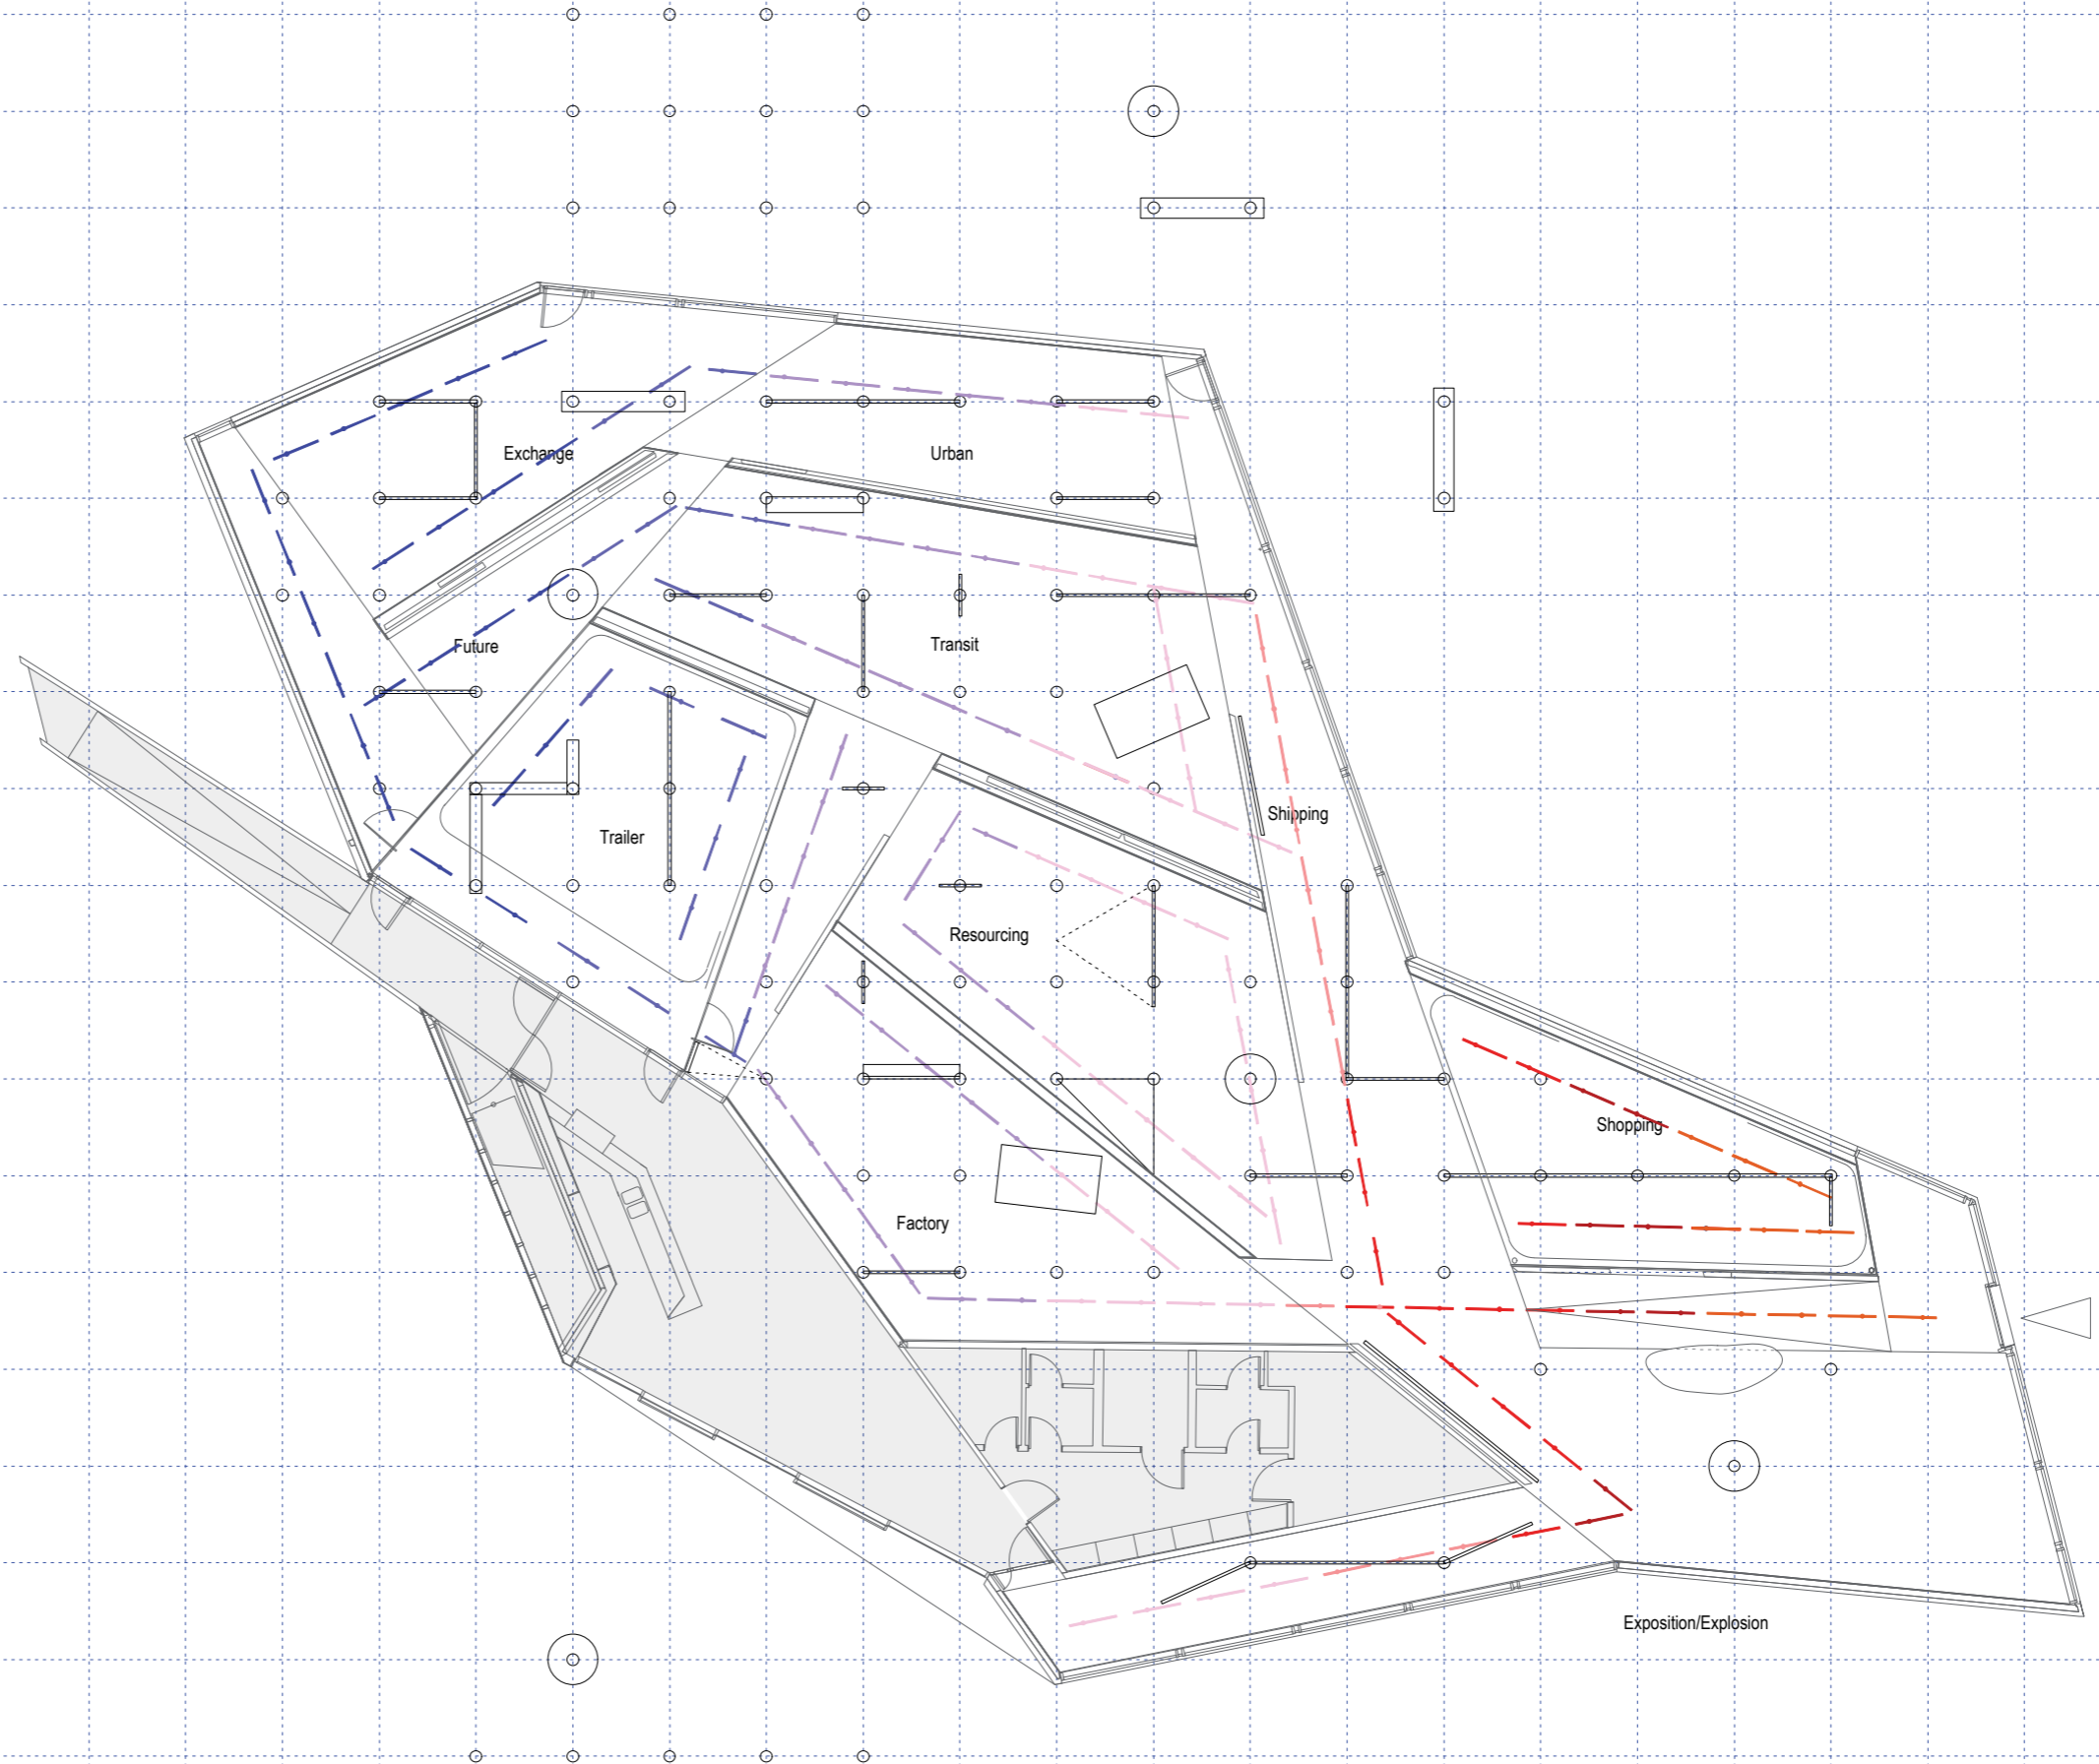 Exchange
Urban
Future
Transit
Shipping
Trailer
Resourcing
Shopping
Factory
Exposition/Explosion